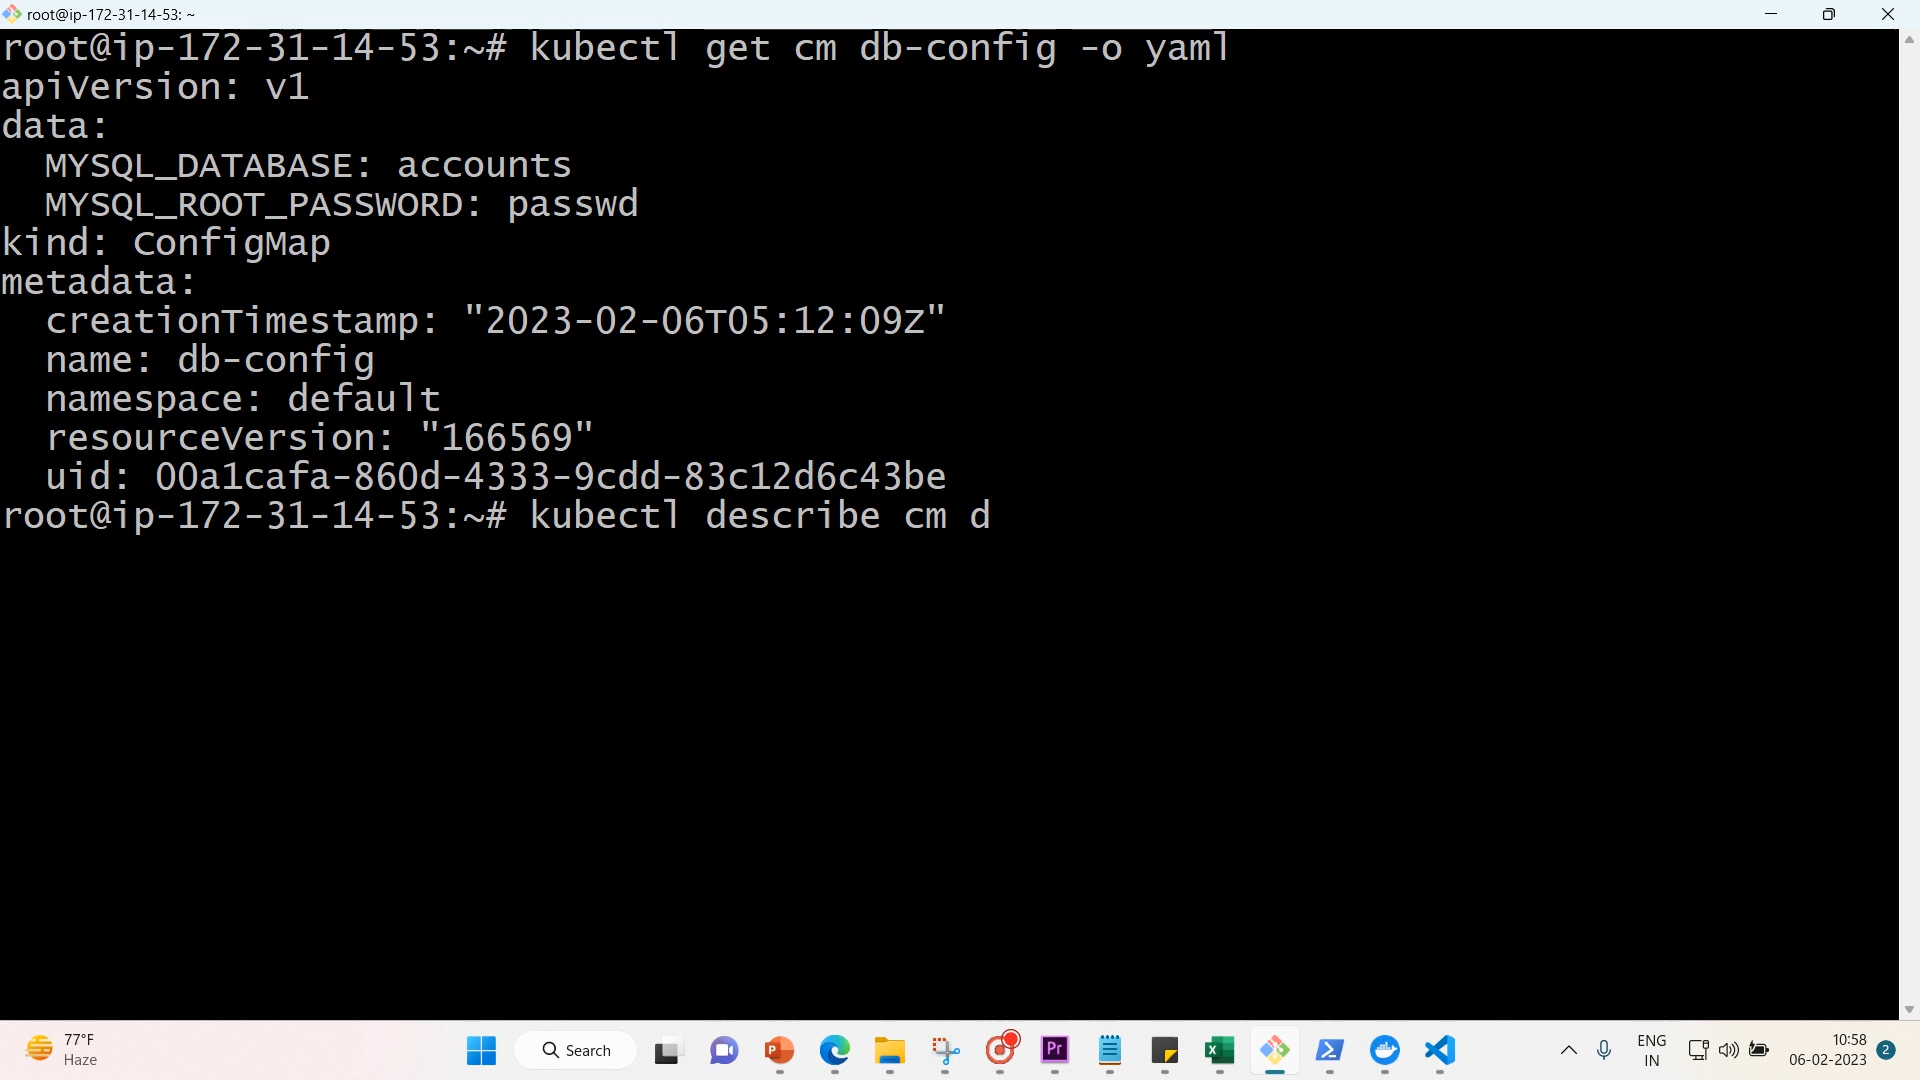 root@ip-172-31-14-53: ~
root@ip-172-31-14-53:~# kubectl get cm db-config -o yaml
apiVersion: v1
data:
  MYSQL_DATABASE: accounts
  MYSQL_ROOT_PASSWORD: passwd
kind: ConfigMap
metadata:
  creationTimestamp: "2023-02-06T05:12:09Z"
  name: db-config
  namespace: default
  resourceVersion: "166569"
  uid: 00a1cafa-860d-4333-9cdd-83c12d6c43be
root@ip-172-31-14-53:~# kubectl describe cm d
77°F
Haze
Search
P
Pr
X
ENG
IN
10:58
06-02-2023
2